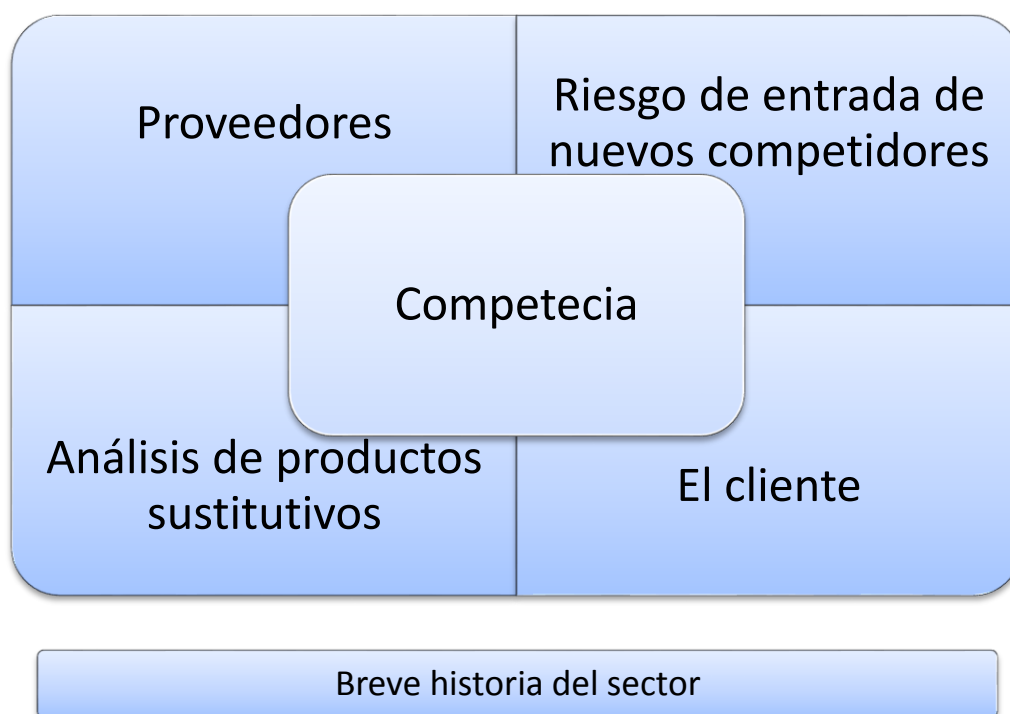 Proveedores
Riesgo de entrada de
nuevos competidores
Competecia
Análisis de productos
sustitutivos
El cliente
Breve historia del sector